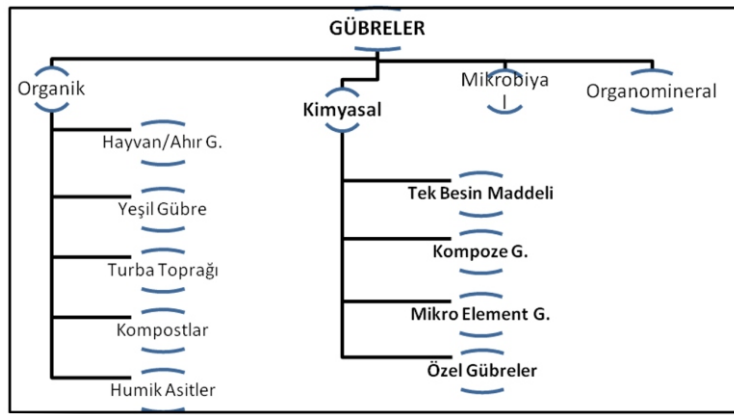 GÜBRELER
Organik
Kimyasal
Mikrobiya
l
Organomineral
Hayvan/Ahır G.
Yeşil Gübre
Turba Toprağı
Kompostlar
Humik Asitler
Tek Besin Maddeli
Kompoze G.
Mikro Element G.
Özel Gübreler